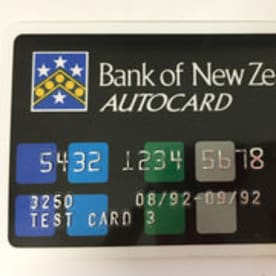 Bank of New Ze
AUTOCARD
5432 1234 5678
3250 08/92-09/92
TEST CARD 3